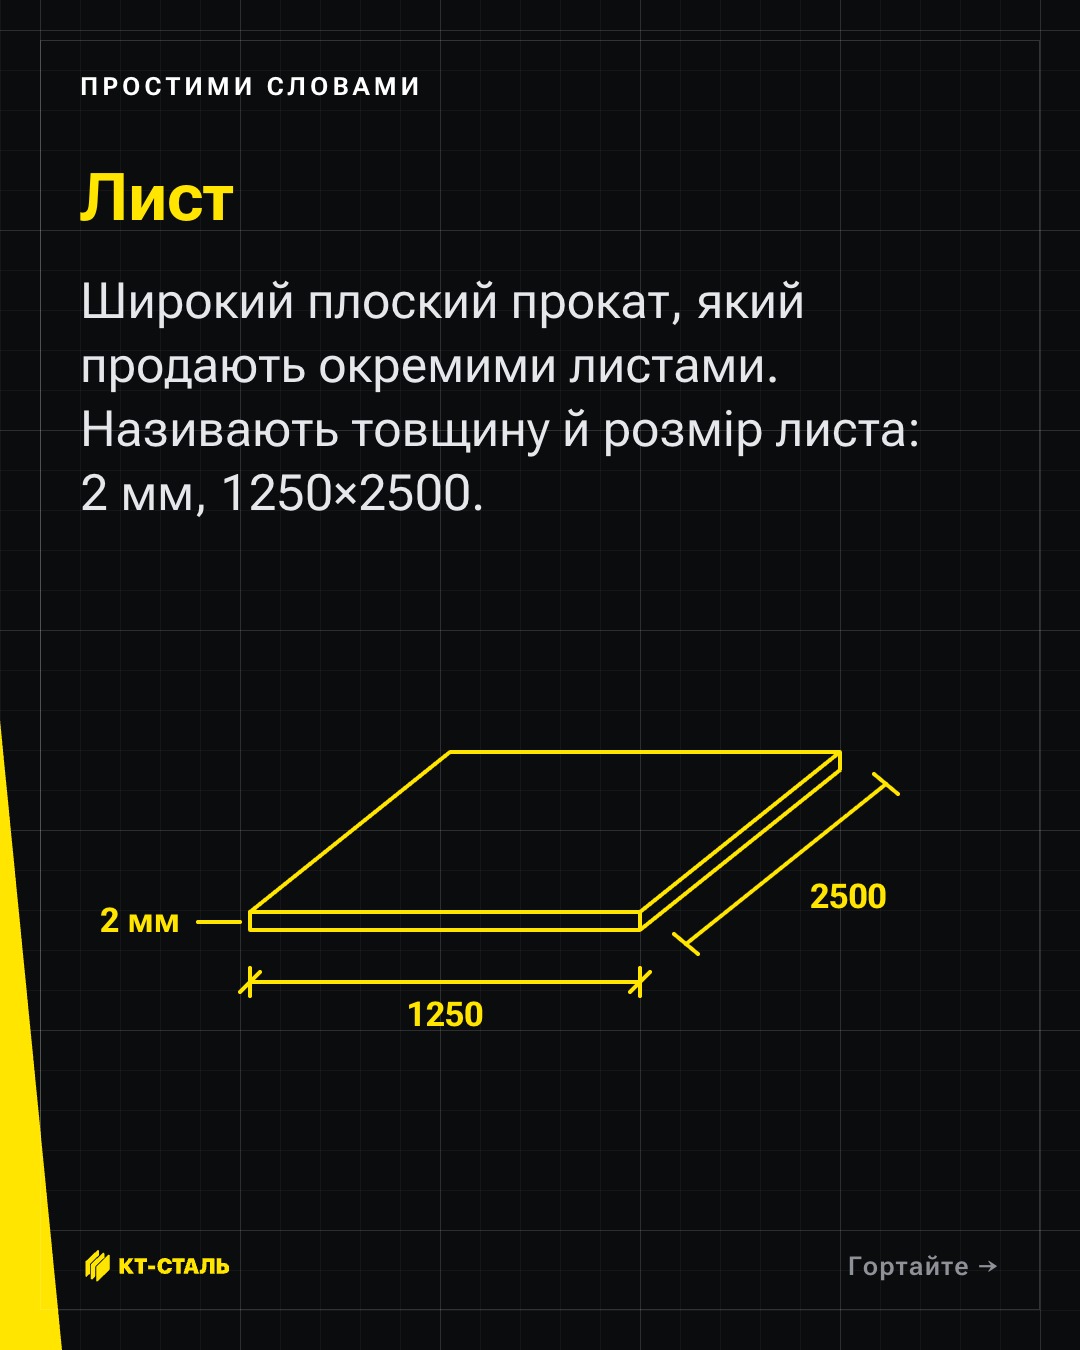 ПРОСТИМИ СЛОВАМИ
Лист
Широкий плоский прокат, який
продають окремими листами.
Називають товщину й розмір листа:
2 мм, 1250×2500.
2500
2 мм
1250
КТ-СТАЛЬ
Гортайте →